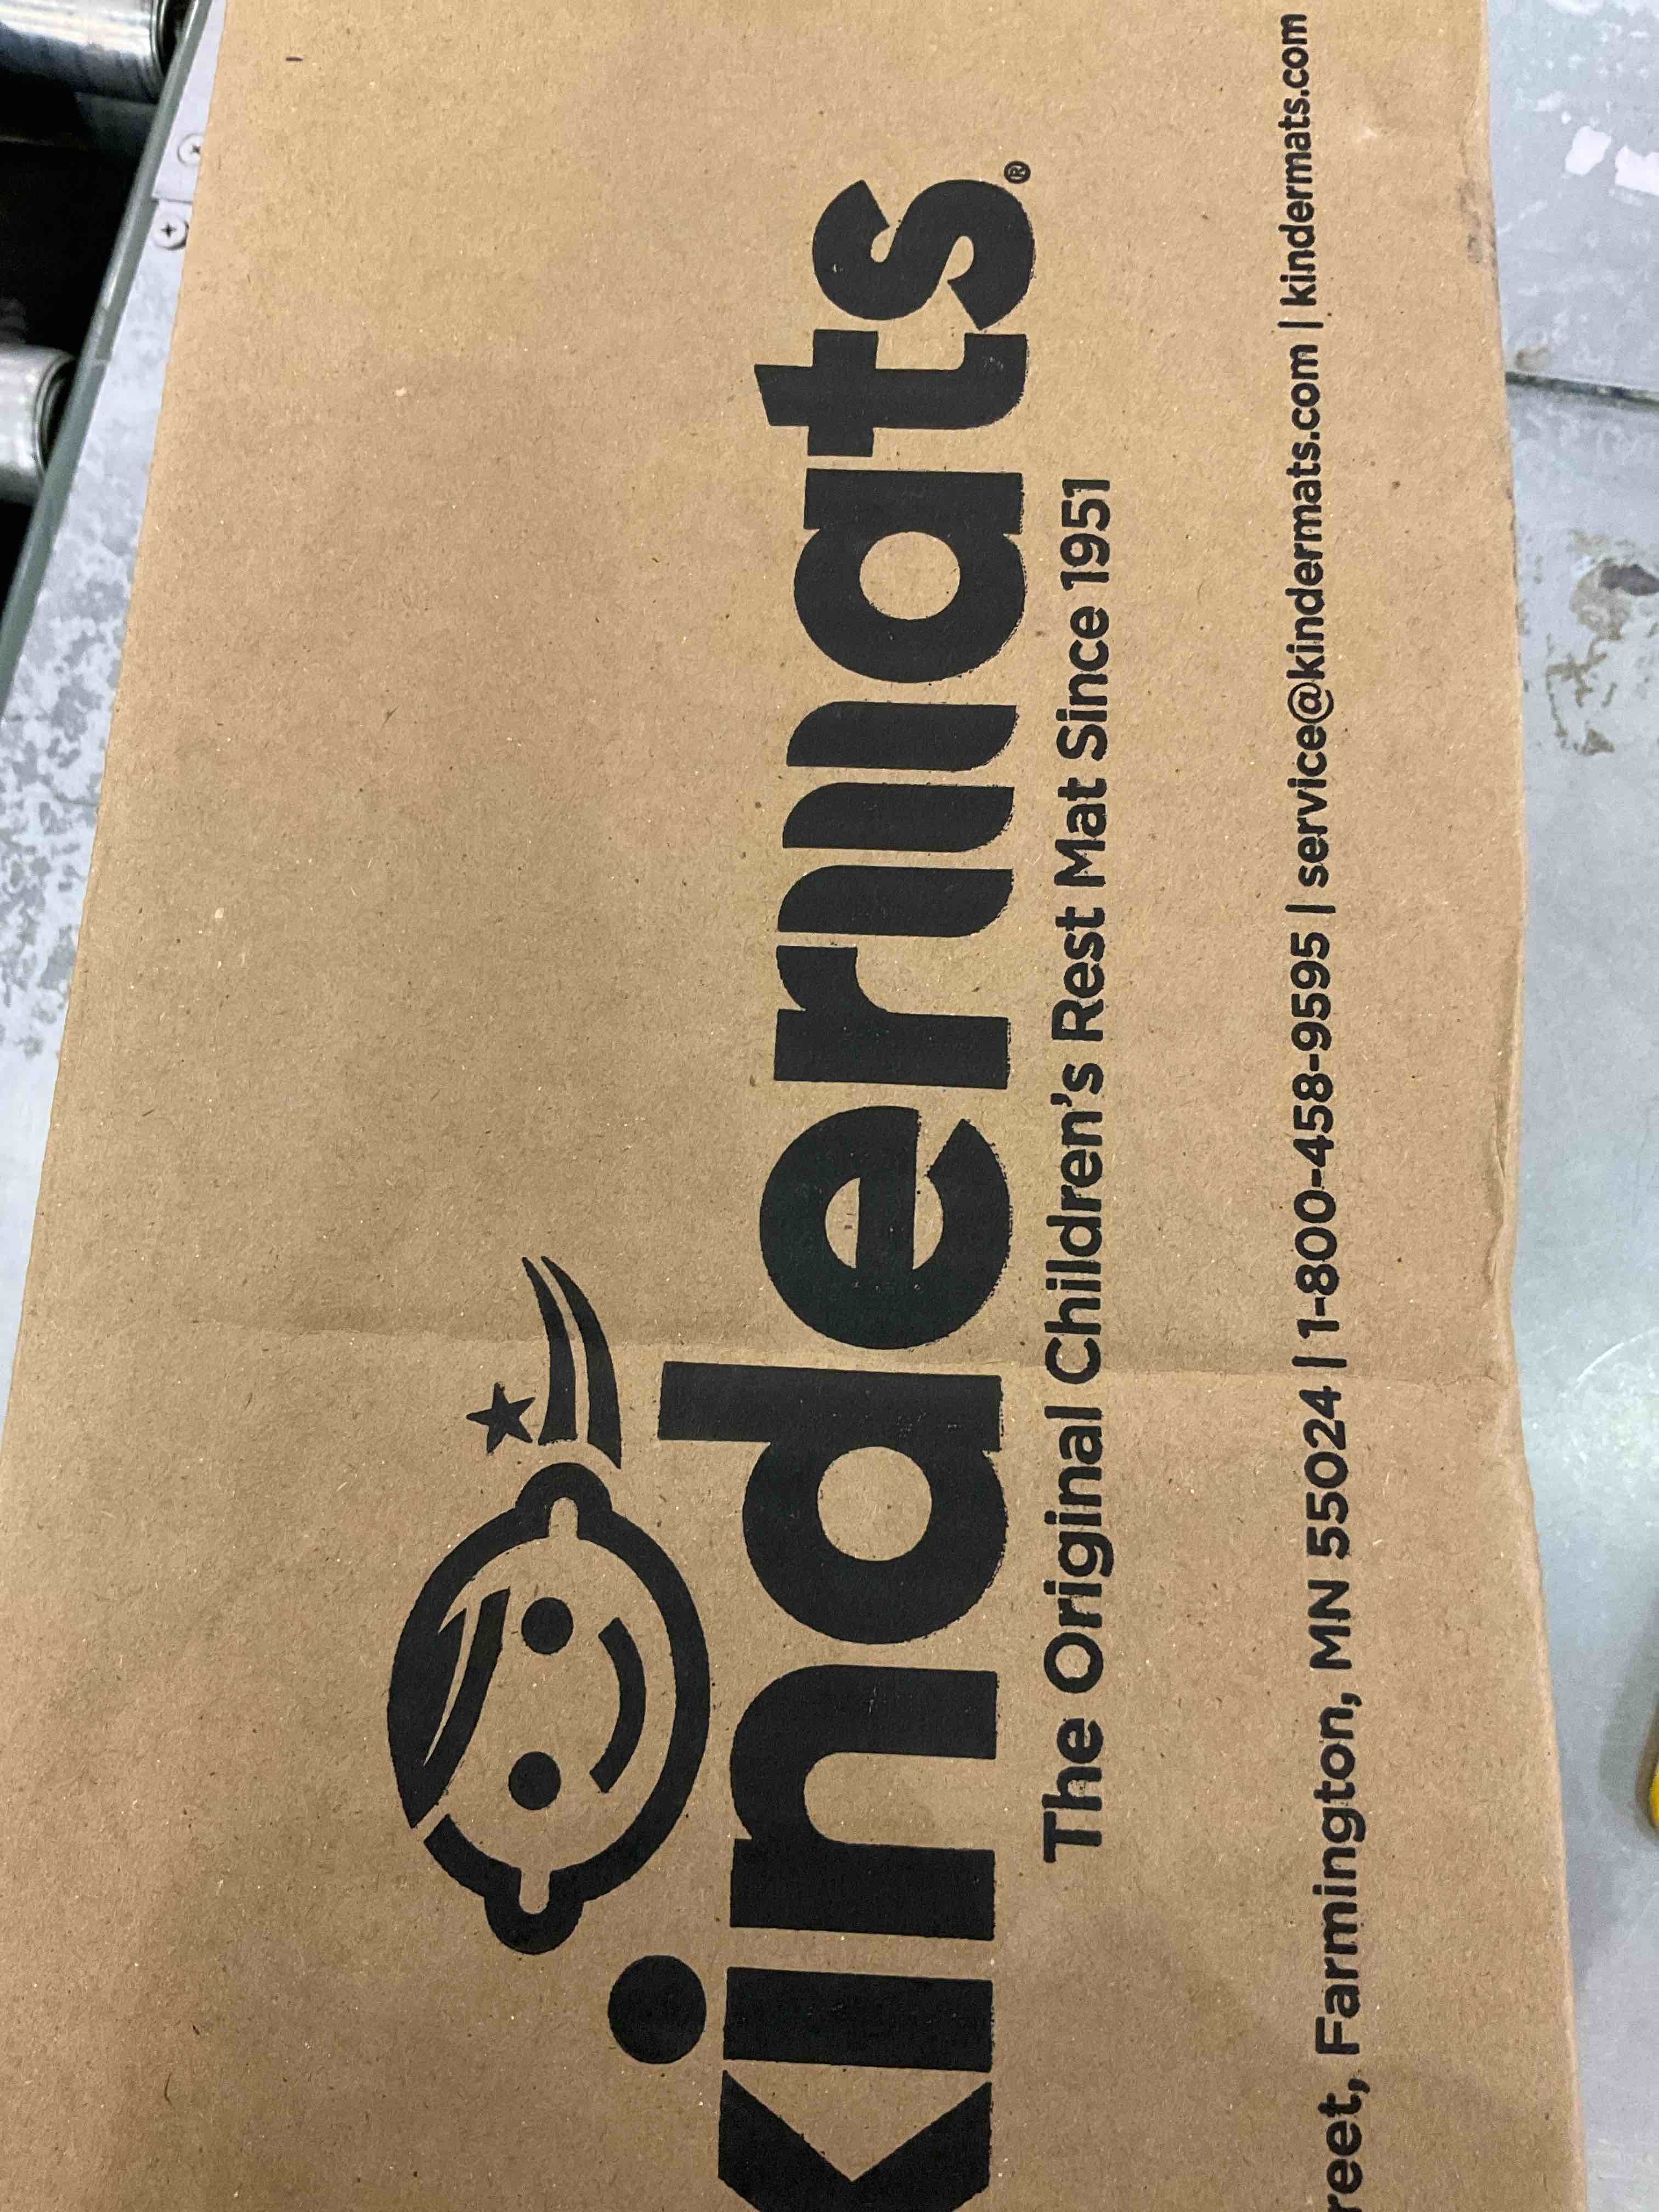 kindermats®
The Original Children's Rest Mat Since 1951
Farmington, MN 55024 | 1-800-458-9595 | service@kindermats.com | kindermats.com